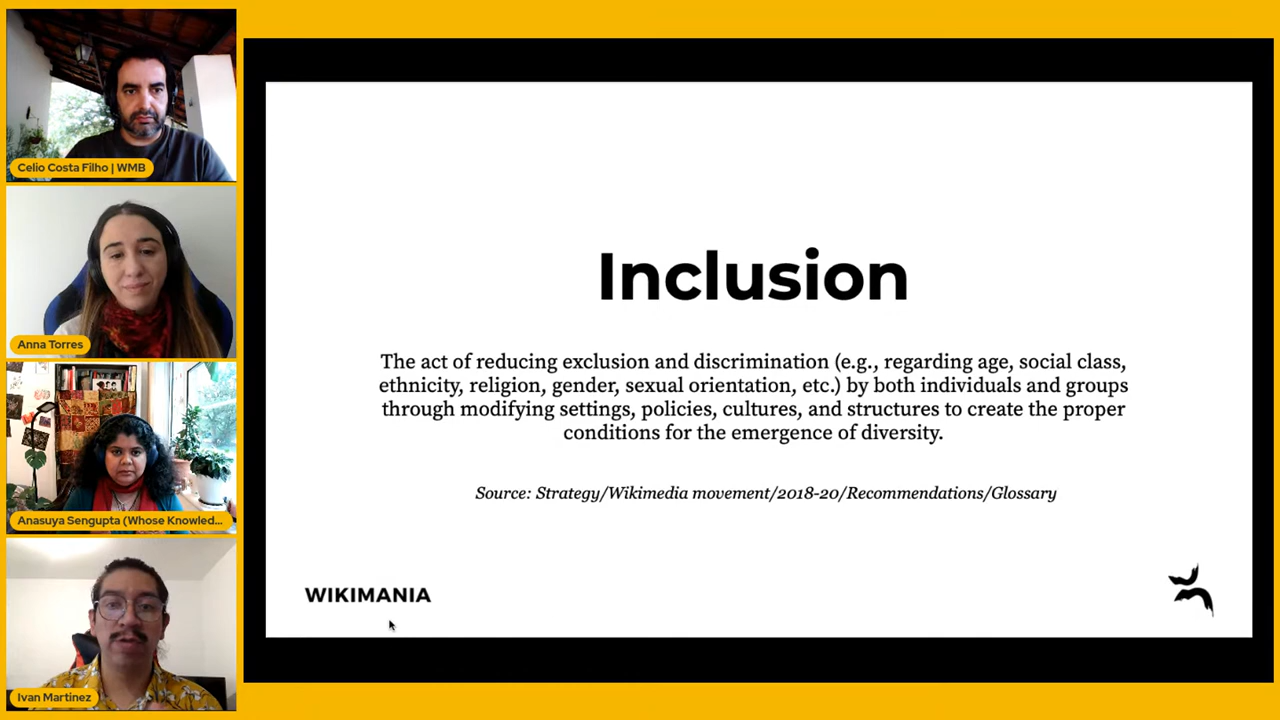 Celio Costa Filho | WMB
Anna Torres
Anasuya Sengupta (Whose Knowled...
Ivan Martínez
Inclusion
The act of reducing exclusion and discrimination (e.g., regarding age, social class,
ethnicity, religion, gender, sexual orientation, etc.) by both individuals and groups
through modifying settings, policies, cultures, and structures to create the proper
conditions for the emergence of diversity.
Source: Strategy/Wikimedia movement/2018-20/Recommendations/Glossary
WIKIMANIA